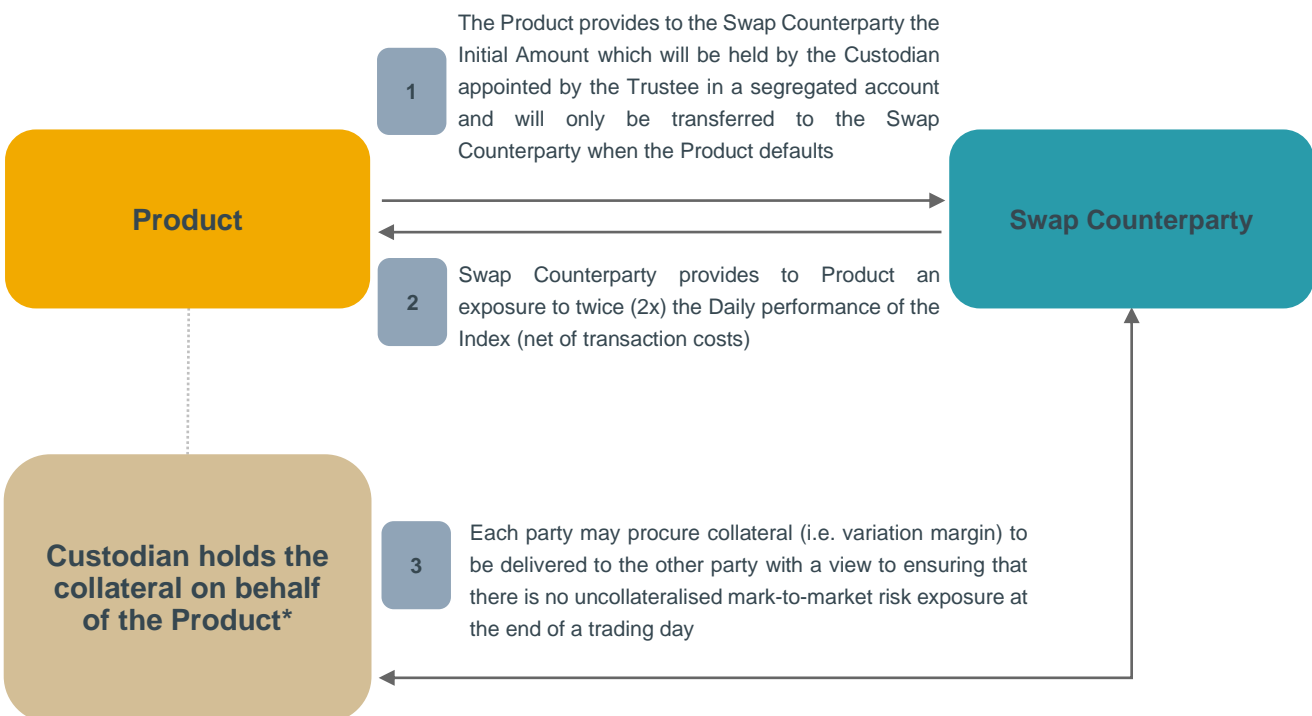 The Product provides to the Swap Counterparty the
Initial Amount which will be held by the Custodian
appointed by the Trustee in a segregated account
and will only be transferred to the Swap
Counterparty when the Product defaults
1
Product
Swap Counterparty
2
Swap Counterparty provides to Product an
exposure to twice (2x) the Daily performance of the
Index (net of transaction costs)
Custodian holds the
collateral on behalf
of the Product*
3
Each party may procure collateral (i.e. variation margin) to
be delivered to the other party with a view to ensuring that
there is no uncollateralised mark-to-market risk exposure at
the end of a trading day